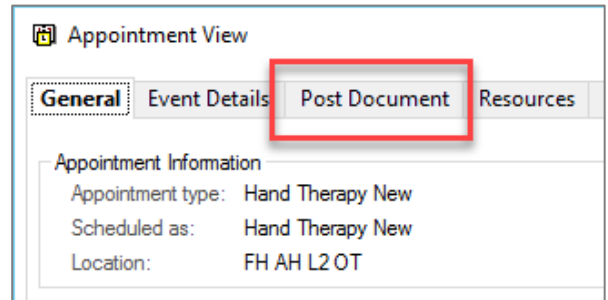 Appointment View
General Event Details Post Document Resources
Appointment Information
Appointment type: Hand Therapy New
Scheduled as: Hand Therapy New
Location: FH AH L2 OT